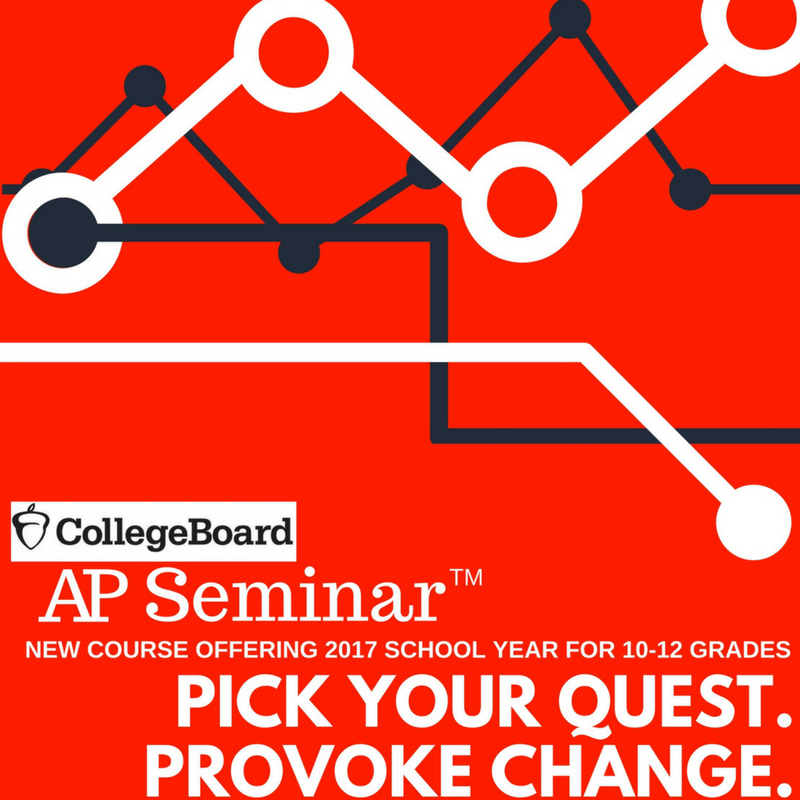 CollegeBoard
AP Seminar™
NEW COURSE OFFERING 2017 SCHOOL YEAR FOR 10-12 GRADES
PICK YOUR QUEST.
PROVOKE CHANGE.